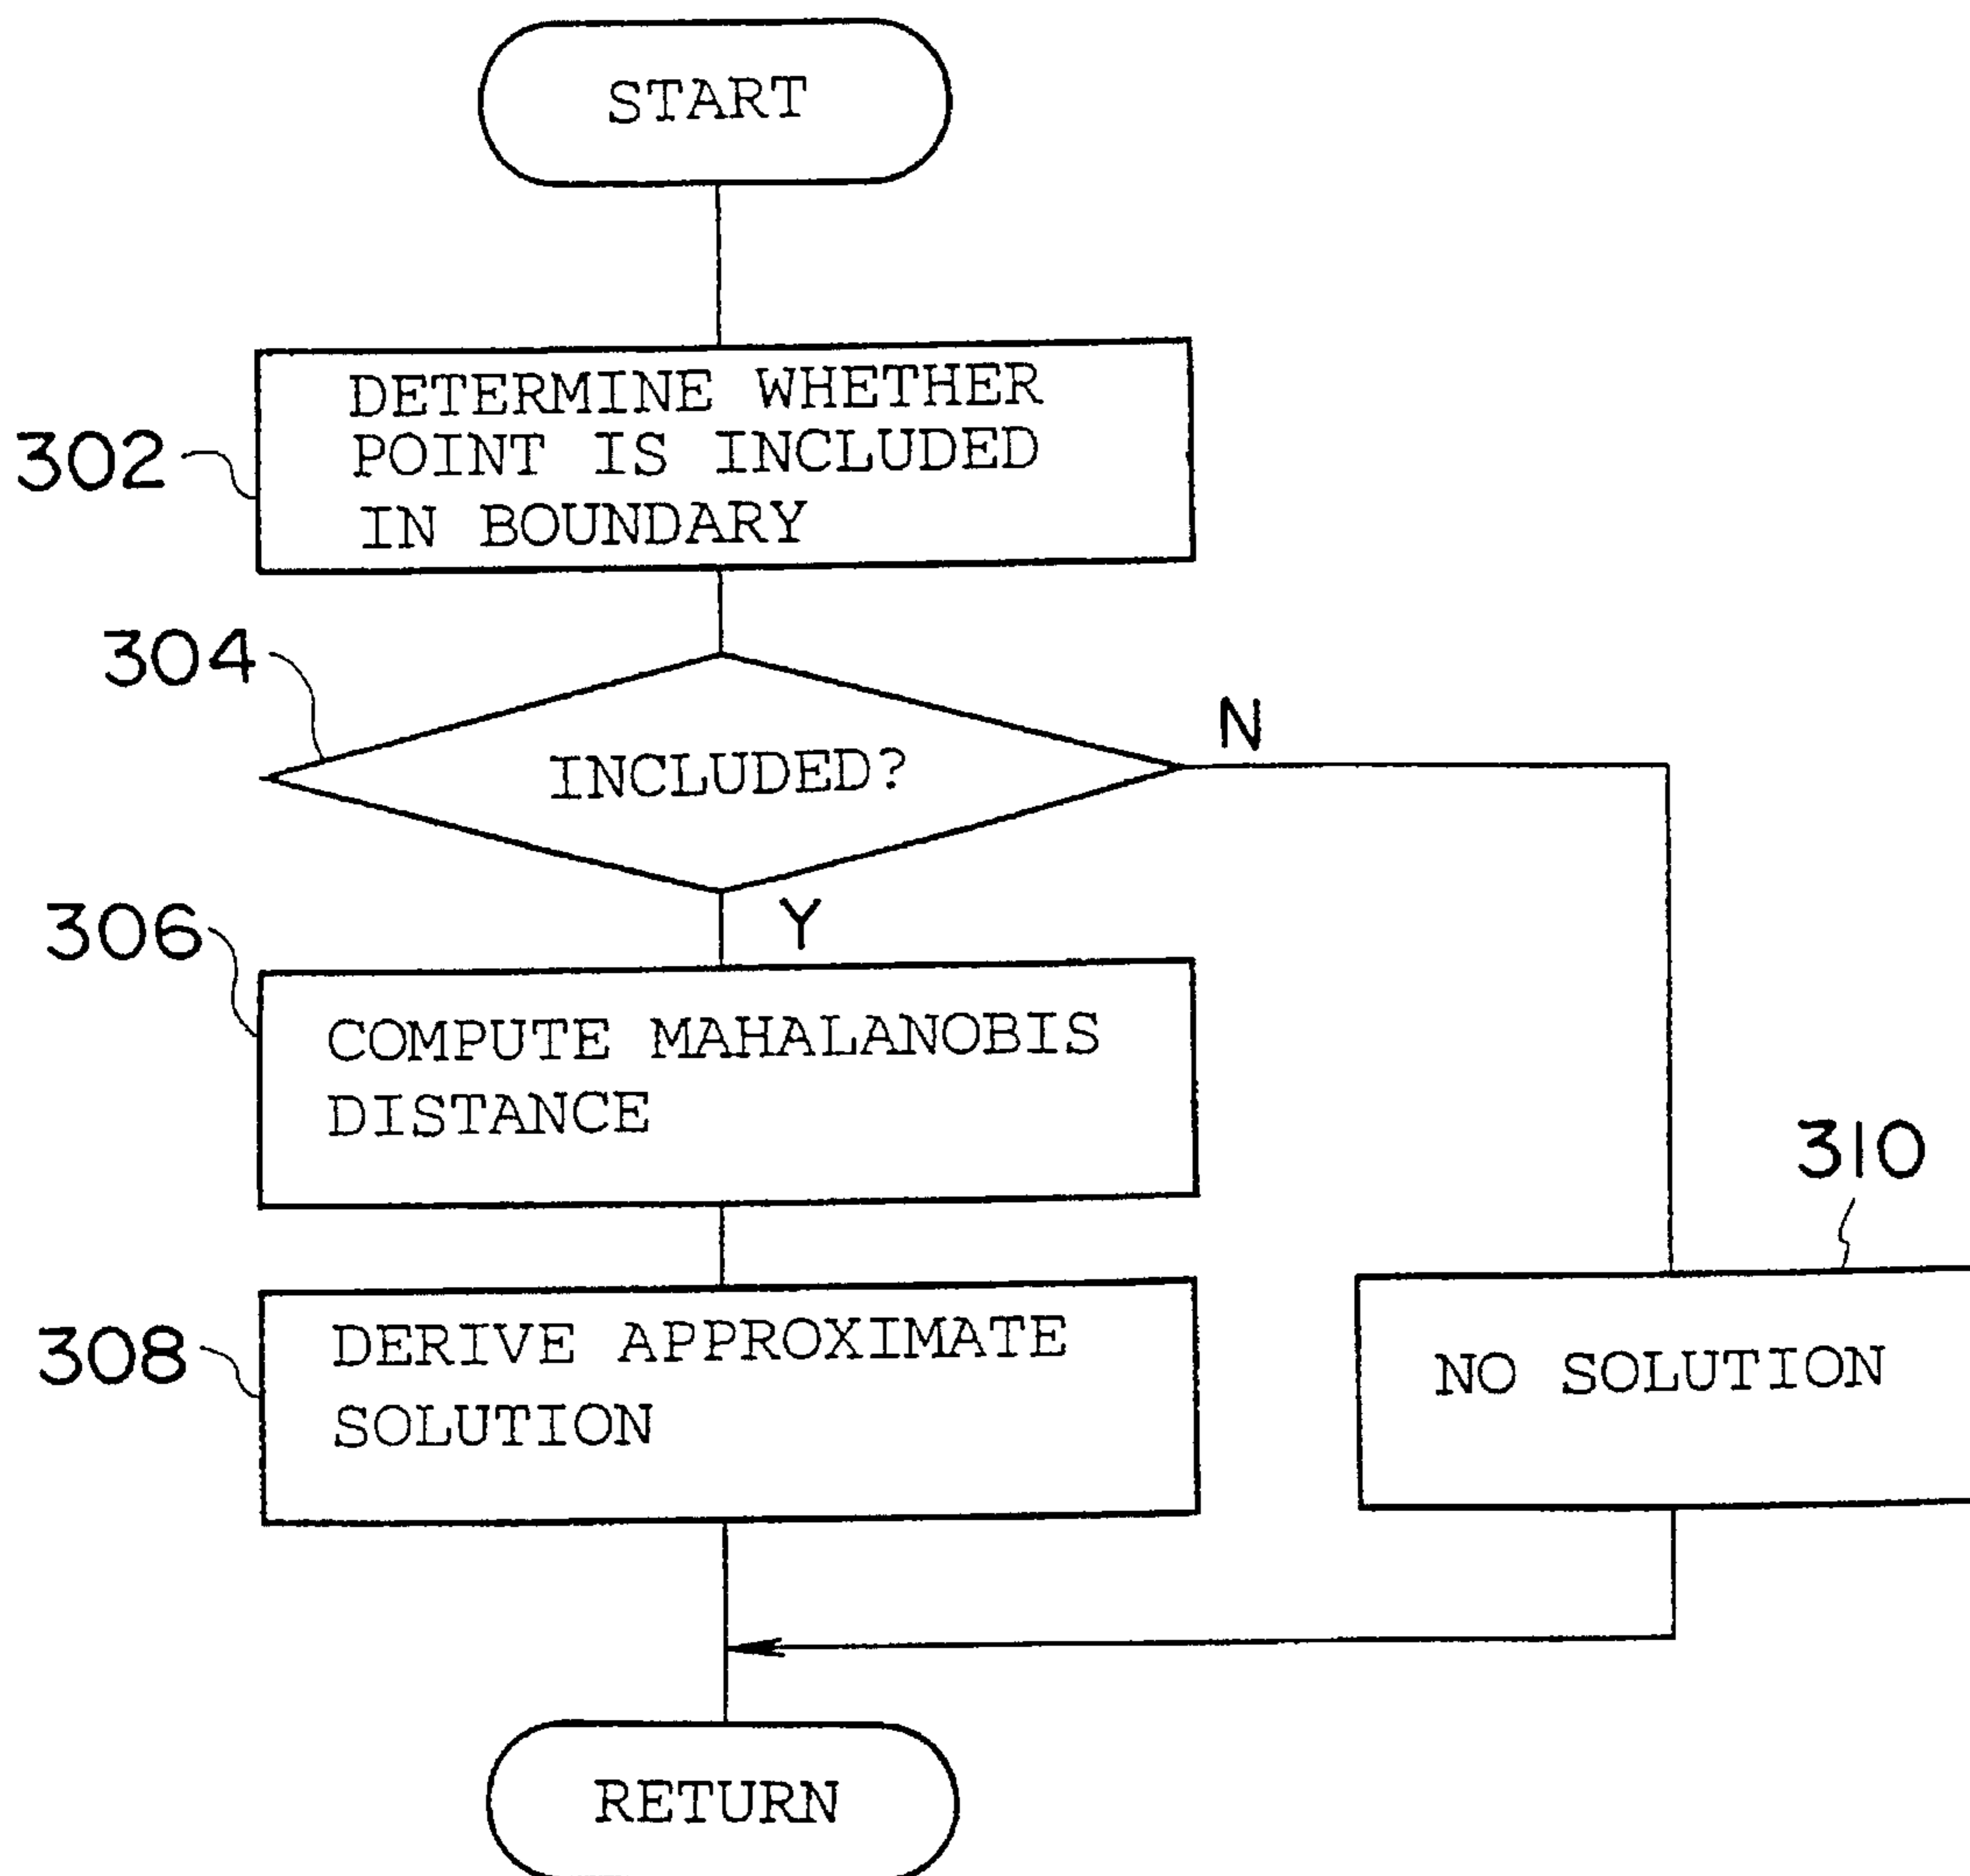 START
302
DETERMINE WHETHER
POINT IS INCLUDED
IN BOUNDARY
304
INCLUDED?
N
Y
306
COMPUTE MAHALANOBIS
DISTANCE
308
DERIVE APPROXIMATE
SOLUTION
310
NO SOLUTION
RETURN